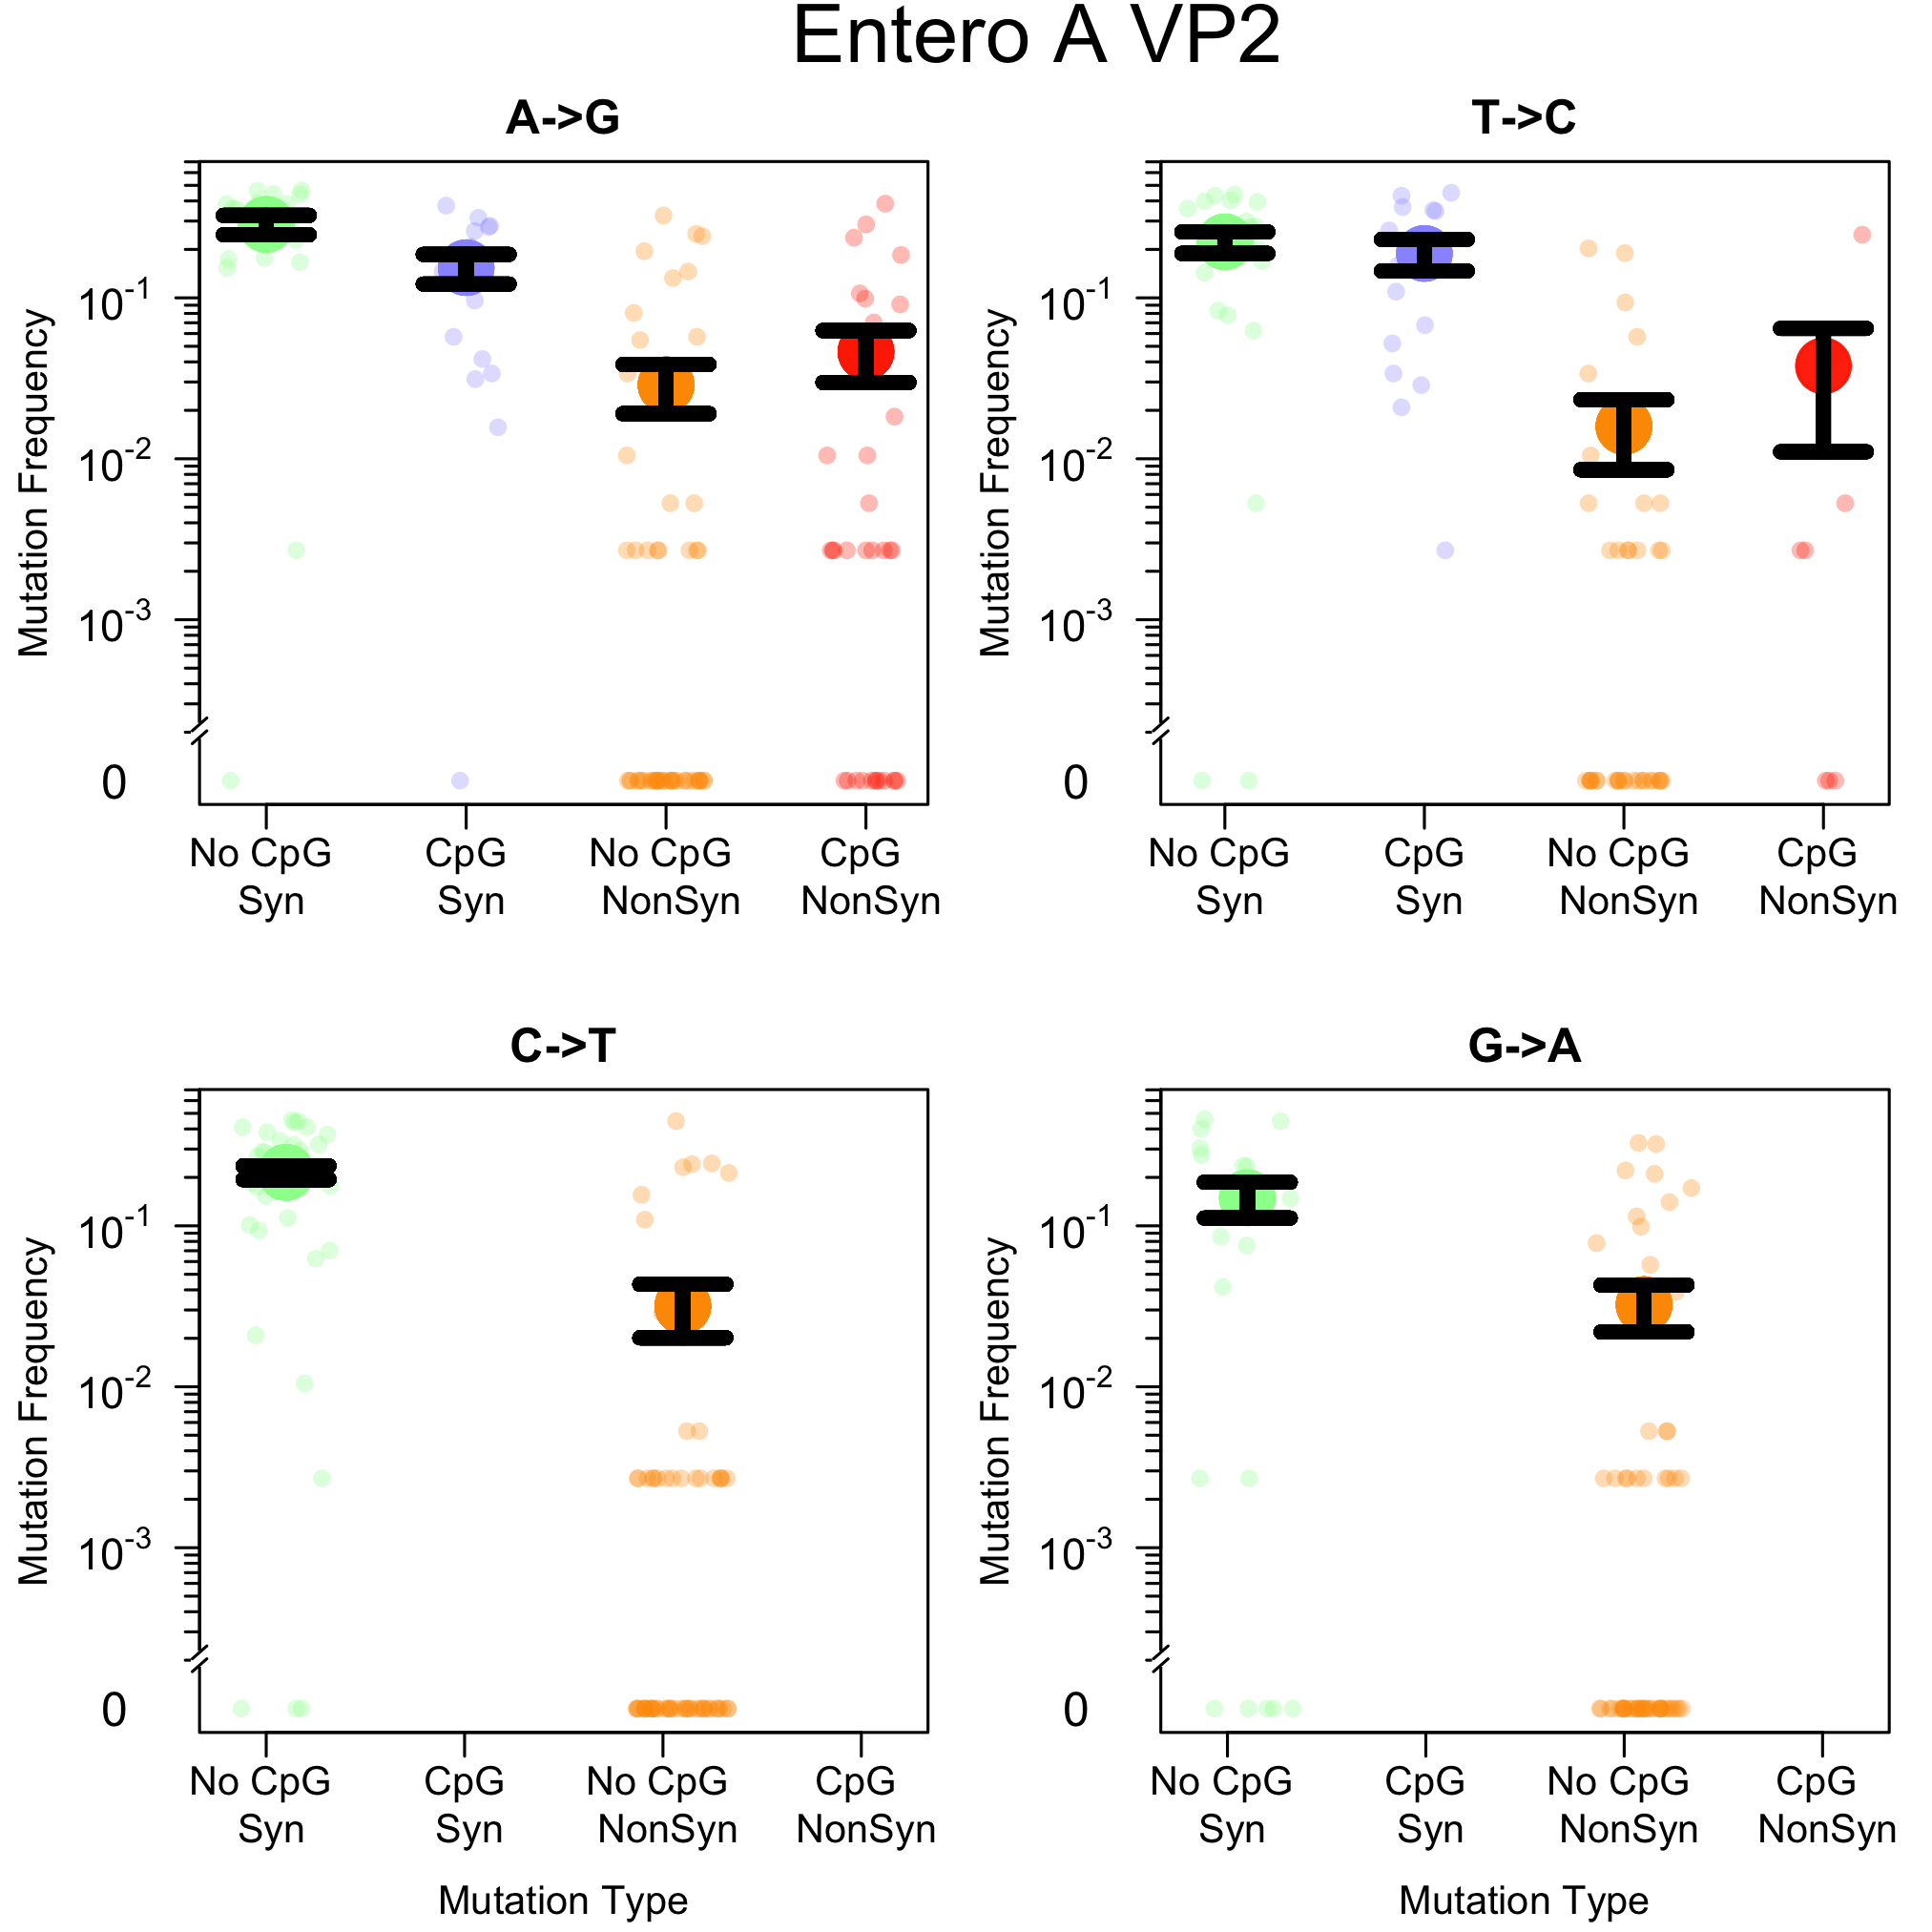 Entero A VP2
A->G
Mutation Frequency
10-1
10-2
10-3
0
No CpG Syn
CpG Syn
No CpG NonSyn
CpG NonSyn
T->C
Mutation Frequency
10-1
10-2
10-3
0
No CpG Syn
CpG Syn
No CpG NonSyn
CpG NonSyn
C->T
Mutation Frequency
10-1
10-2
10-3
0
No CpG Syn
CpG Syn
No CpG NonSyn
CpG NonSyn
Mutation Type
G->A
Mutation Frequency
10-1
10-2
10-3
0
No CpG Syn
CpG Syn
No CpG NonSyn
CpG NonSyn
Mutation Type